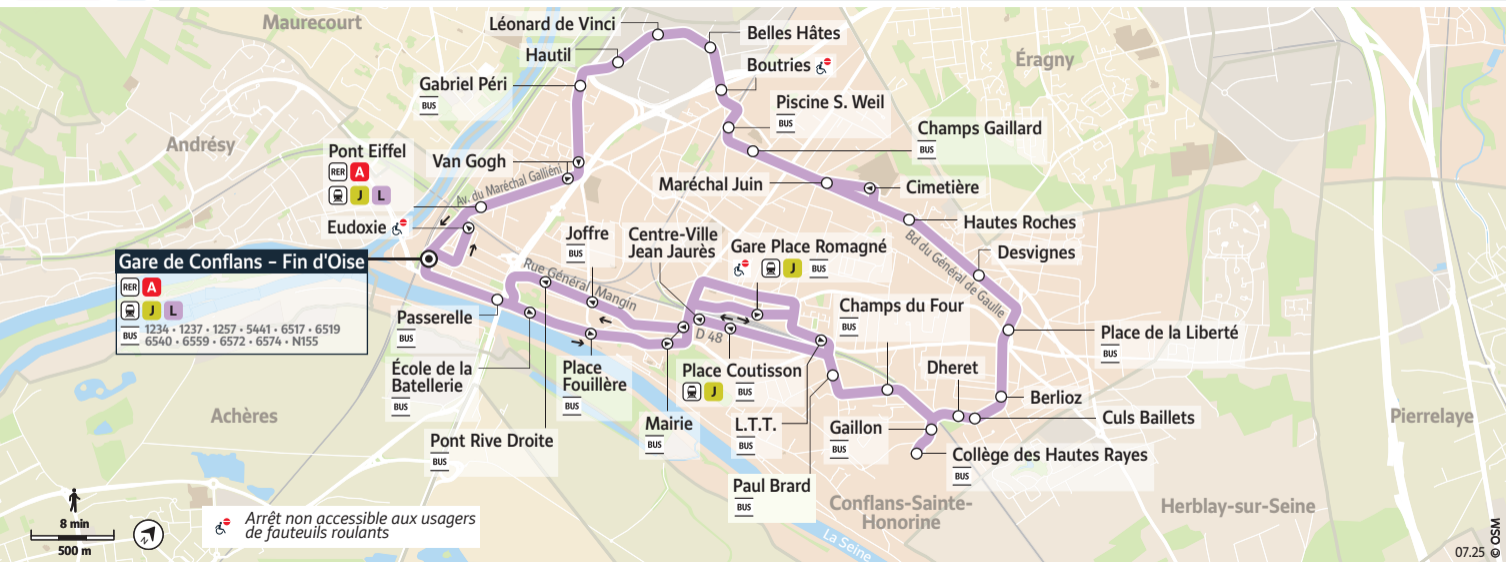 Maurecourt
Léonard de Vinci
Belles Hâtes
Hautil
Boutries
Éragny
Gabriel Péri
BUS
Piscine S. Weil
BUS
Andrésy
Champs Gaillard
BUS
Pont Eiffel
RER A
J L
Van Gogh
Av. du Maréchal Galliéni
Maréchal Juin
Cimetière
Eudoxie
Hautes Roches
Joffre
BUS
Centre-Ville
Jean Jaurès
Gare Place Romagné
J BUS
Bd du Général de Gaulle
Desvignes
Gare de Conflans - Fin d'Oise
RER A
J L
BUS 1234 • 1237 • 1257 • 5441 • 6517 • 6519
6540 • 6559 • 6572 • 6574 • N155
Rue Général Mangin
Passerelle
BUS
D 48
Champs du Four
BUS
Place de la Liberté
BUS
École de la
Batellerie
BUS
Place
Fouillère
BUS
Place Coutisson
J BUS
Dheret
Berlioz
Achères
Mairie
BUS
L.T.T.
BUS
Gaillon
BUS
Culs Baillets
Pierrelaye
Pont Rive Droite
BUS
Collège des Hautes Rayes
BUS
Paul Brard
BUS
Conflans-Sainte-
Honorine
Herblay-sur-Seine
La Seine
8 min
500 m
N
Arrêt non accessible aux usagers
de fauteuils roulants
07.25
© OSM